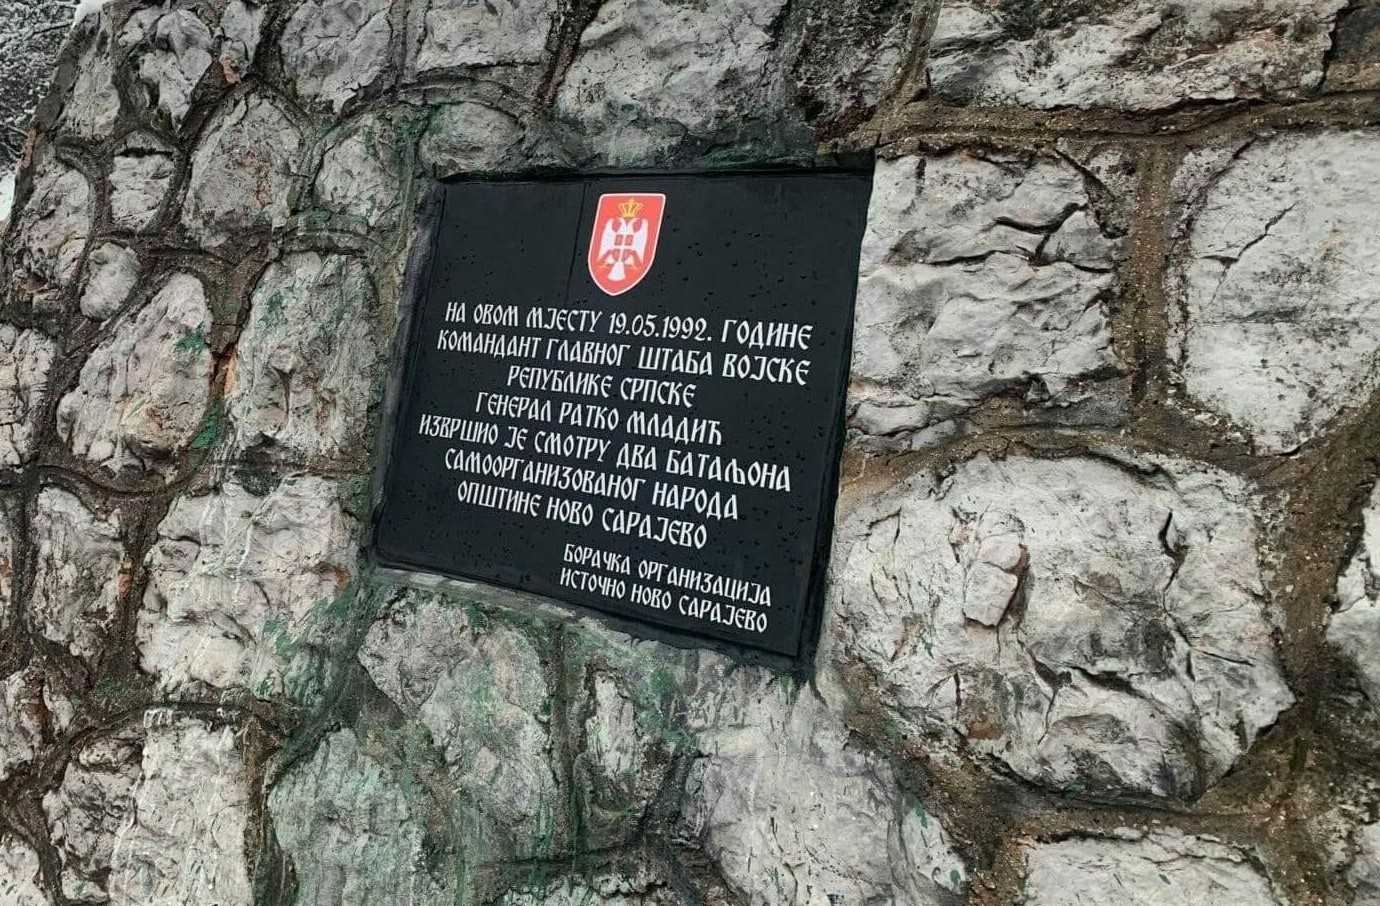 НА ОВОМ МЈЕСТУ 19.05.1992. ГОДИНЕ
КОМАНДАНТ ГЛАВНОГ ШТАБА ВОЈСКЕ
РЕПУБЛИКЕ СРПСКЕ
ГЕНЕРАЛ РАТКО МЛАДИЋ
ИЗВРШИО ЈЕ СМОТРУ ДВА БАТАЉОНА
САМООРГАНИЗОВАНОГ НАРОДА
ОПШТИНЕ НОВО САРАЈЕВО
БОРАЧКА ОРГАНИЗАЦИЈА
ИСТОЧНО НОВО САРАЈЕВО